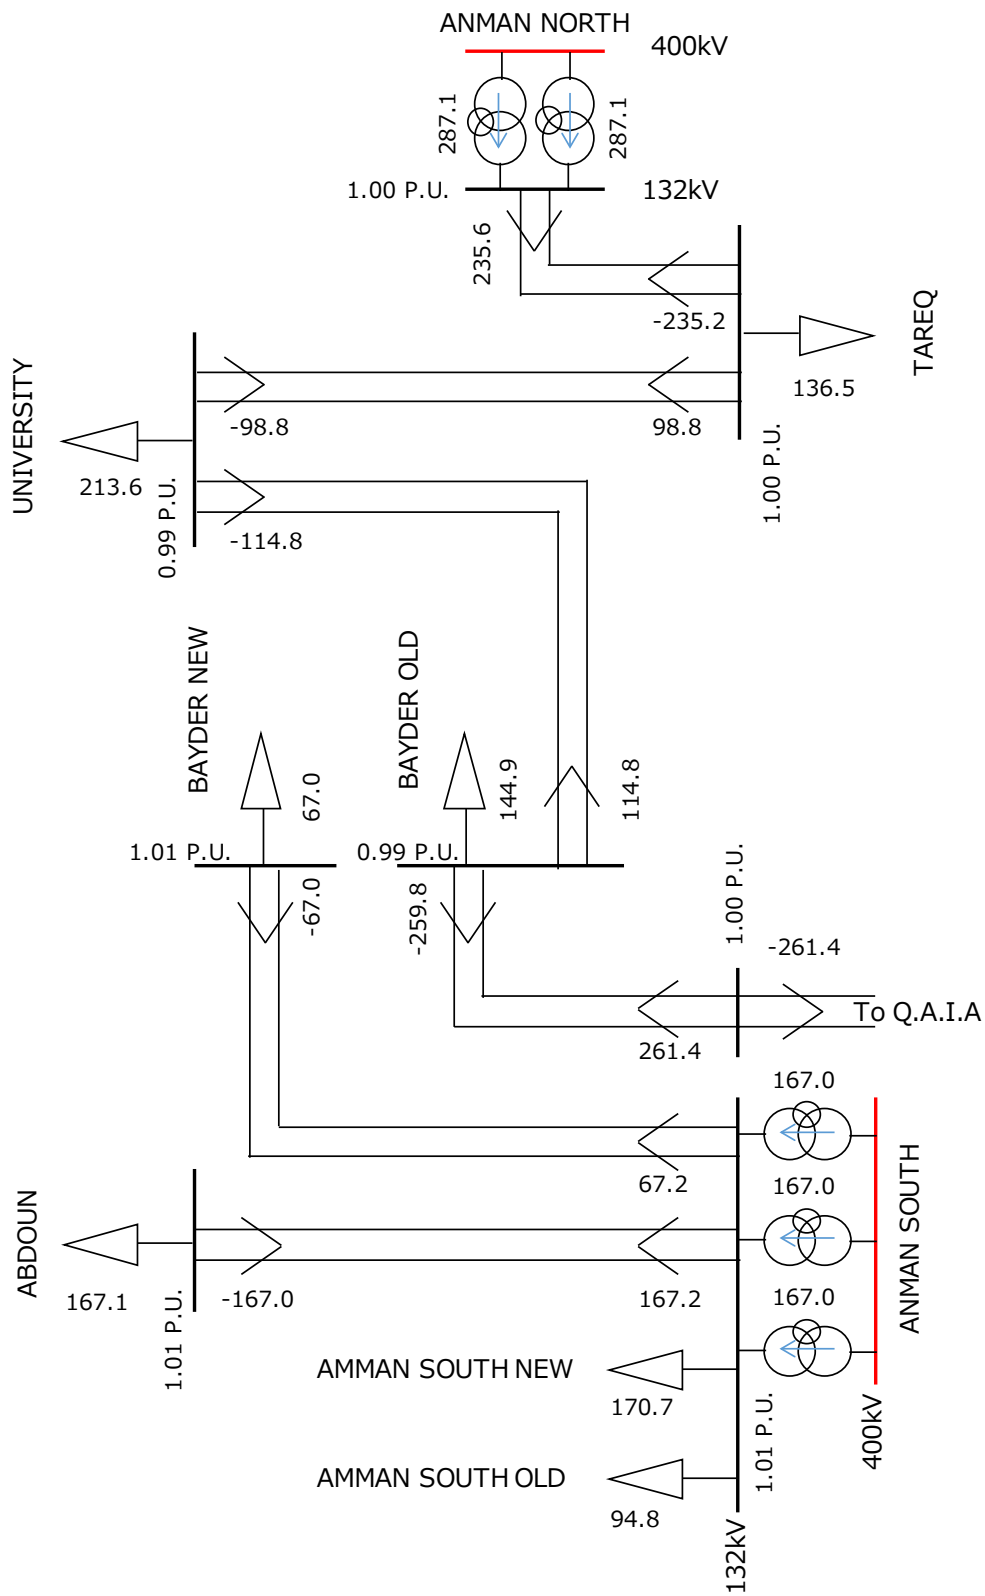 ANMAN NORTH
400kV
287.1
287.1
1.00 P.U.
132kV
235.6
-235.2
TAREQ
136.5
UNIVERSITY
-98.8
98.8
213.6
0.99 P.U.
1.00 P.U.
-114.8
BAYDER NEW
BAYDER OLD
67.0
144.9
114.8
1.01 P.U.
0.99 P.U.
-67.0
-259.8
1.00 P.U.
-261.4
To Q.A.I.A
261.4
167.0
67.2
167.0
ANMAN SOUTH
ABDOUN
167.1
-167.0
167.2
167.0
1.01 P.U.
AMMAN SOUTH NEW
170.7
1.01 P.U.
400kV
AMMAN SOUTH OLD
94.8
132kV